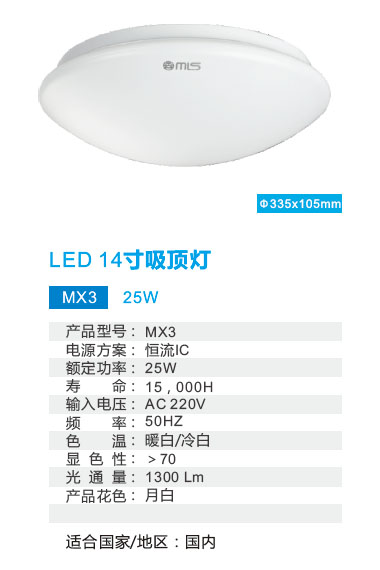 MLS
Φ335x105mm
LED 14寸吸顶灯
MX3 25W
产品型号： MX3
电源方案： 恒流IC
额定功率： 25W
寿 命： 15，000H
输入电压： AC 220V
频 率： 50HZ
色 温： 暖白/冷白
显 色 性： ＞70
光 通 量： 1300 Lm
产品花色： 月白
适合国家/地区：国内